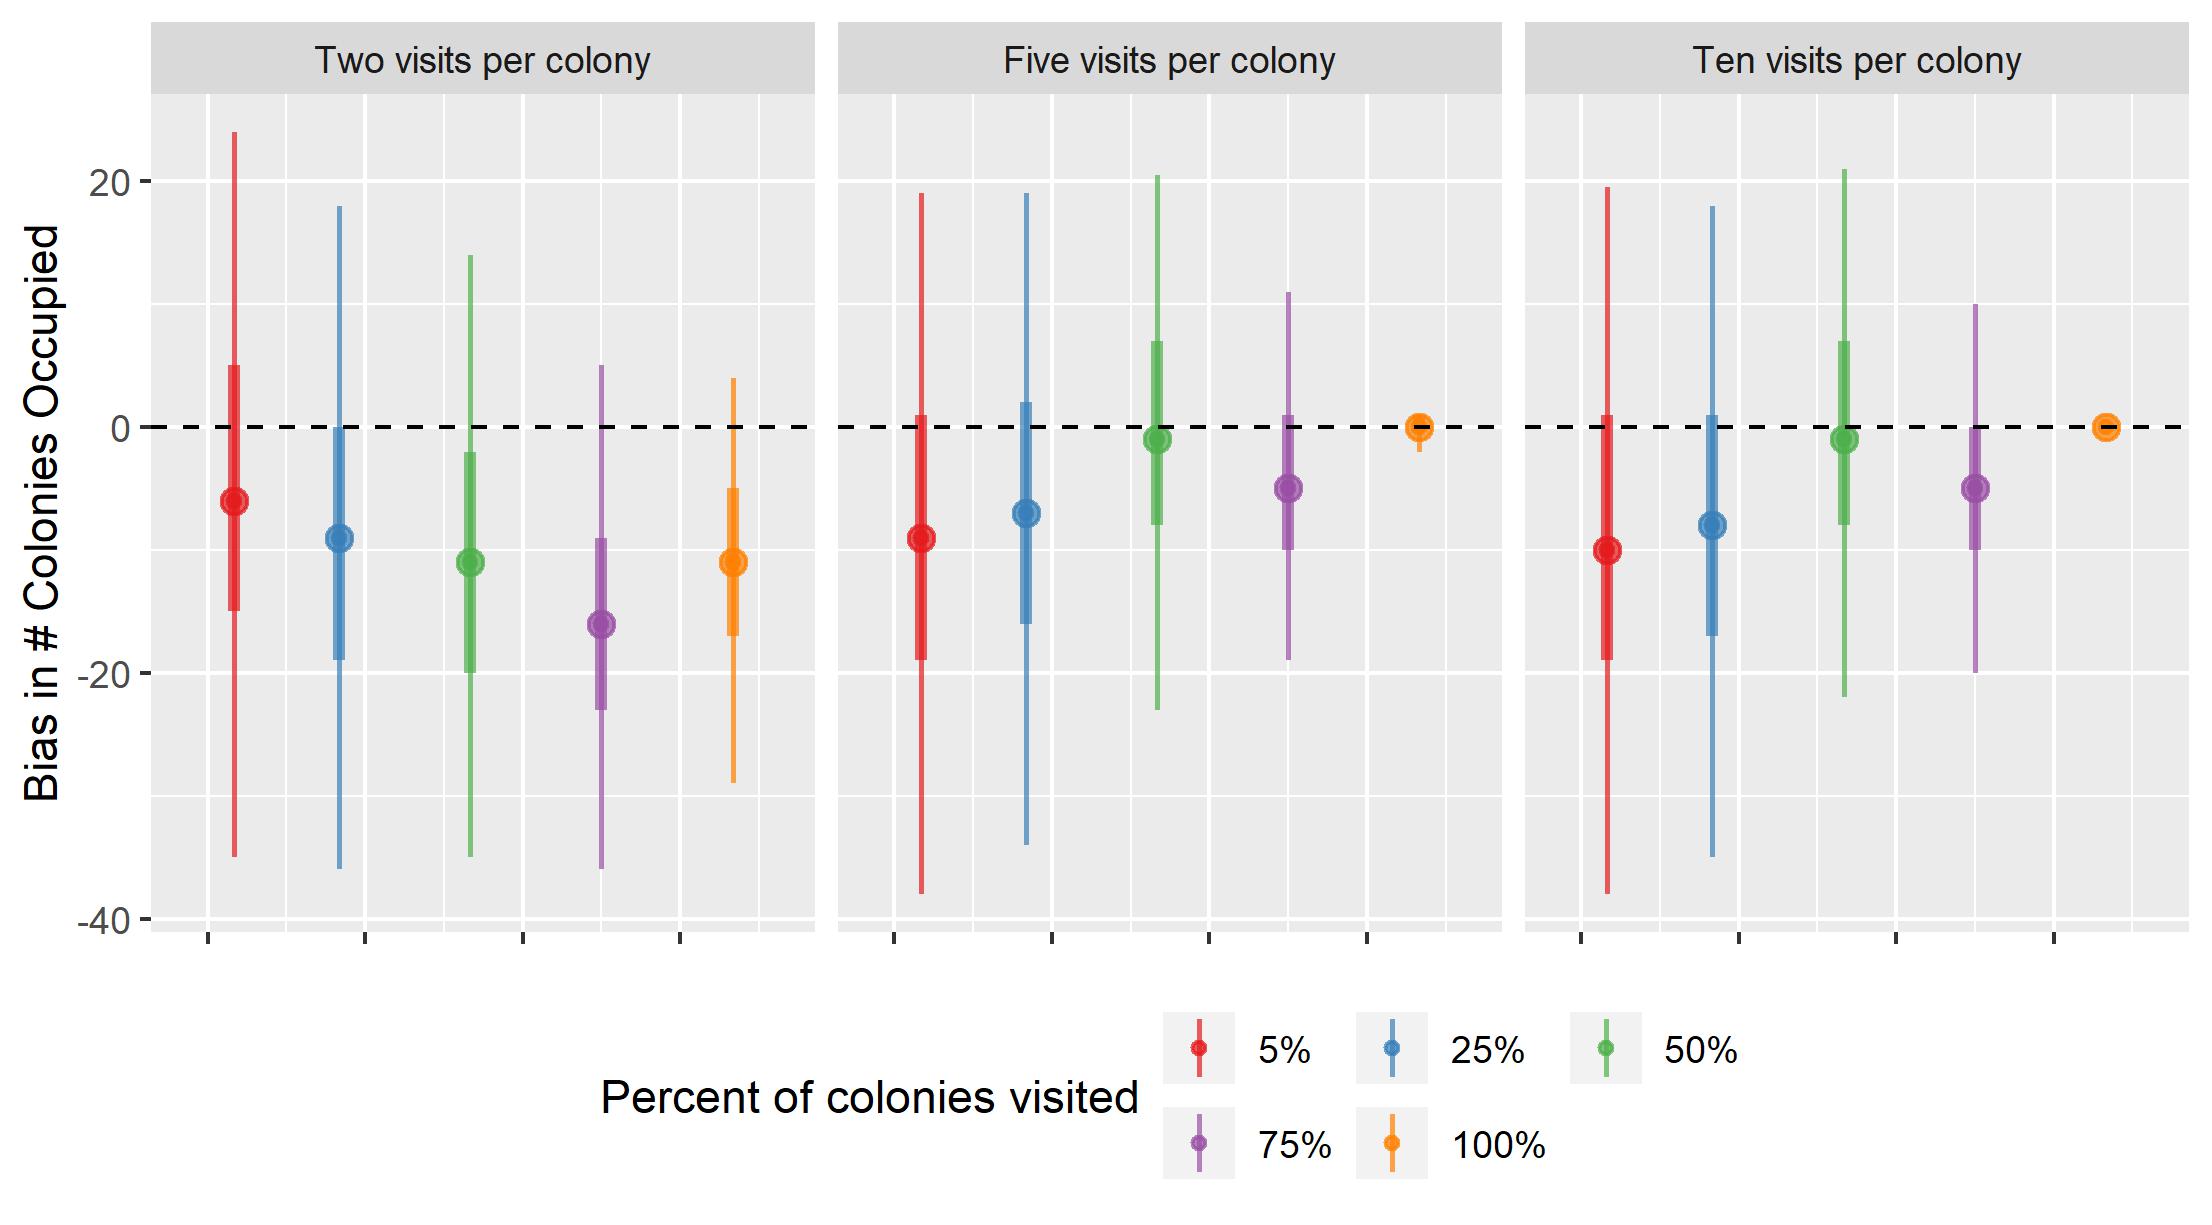 Two visits per colony
Five visits per colony
Ten visits per colony
Bias in # Colonies Occupied
20
0
-20
-40
Percent of colonies visited
5%
25%
50%
75%
100%